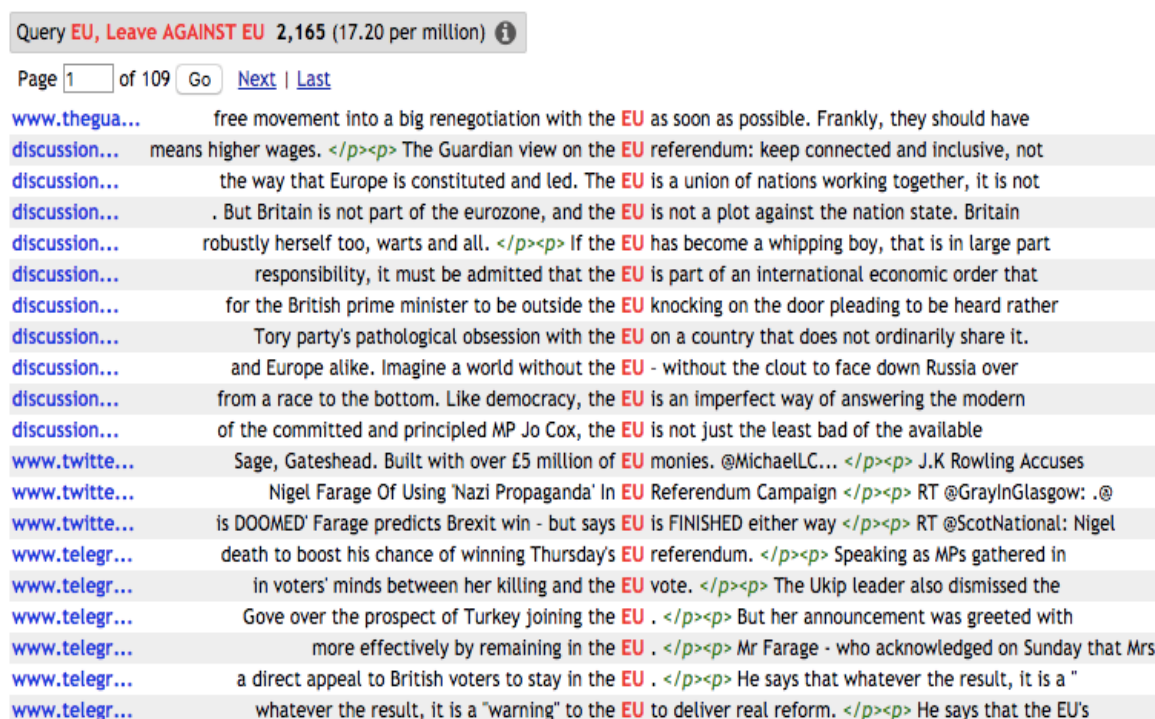 Query EU, Leave AGAINST EU 2,165 (17.20 per million) i
Page 1 of 109 Go Next | Last
www.thegua... free movement into a big renegotiation with the EU as soon as possible. Frankly, they should have
discussion... means higher wages. </p><p> The Guardian view on the EU referendum: keep connected and inclusive, not
discussion... the way that Europe is constituted and led. The EU is a union of nations working together, it is not
discussion... . But Britain is not part of the eurozone, and the EU is not a plot against the nation state. Britain
discussion... robustly herself too, warts and all. </p><p> If the EU has become a whipping boy, that is in large part
discussion... responsibility, it must be admitted that the EU is part of an international economic order that
discussion... for the British prime minister to be outside the EU knocking on the door pleading to be heard rather
discussion... Tory party's pathological obsession with the EU on a country that does not ordinarily share it.
discussion... and Europe alike. Imagine a world without the EU - without the clout to face down Russia over
discussion... from a race to the bottom. Like democracy, the EU is an imperfect way of answering the modern
discussion... of the committed and principled MP Jo Cox, the EU is not just the least bad of the available
www.twitte... Sage, Gateshead. Built with over £5 million of EU monies. @MichaelLC... </p><p> J.K Rowling Accuses
www.twitte... Nigel Farage Of Using 'Nazi Propaganda' In EU Referendum Campaign </p><p> RT @GrayInGlasgow: .@
www.twitte... is DOOMED' Farage predicts Brexit win - but says EU is FINISHED either way </p><p> RT @ScotNational: Nigel
www.telegr... death to boost his chance of winning Thursday's EU referendum. </p><p> Speaking as MPs gathered in
www.telegr... in voters' minds between her killing and the EU vote. </p><p> The Ukip leader also dismissed the
www.telegr... Gove over the prospect of Turkey joining the EU . </p><p> But her announcement was greeted with
www.telegr... more effectively by remaining in the EU . </p><p> Mr Farage - who acknowledged on Sunday that Mrs
www.telegr... a direct appeal to British voters to stay in the EU . </p><p> He says that whatever the result, it is a "
www.telegr... whatever the result, it is a "warning" to the EU to deliver real reform. </p><p> He says that the EU's